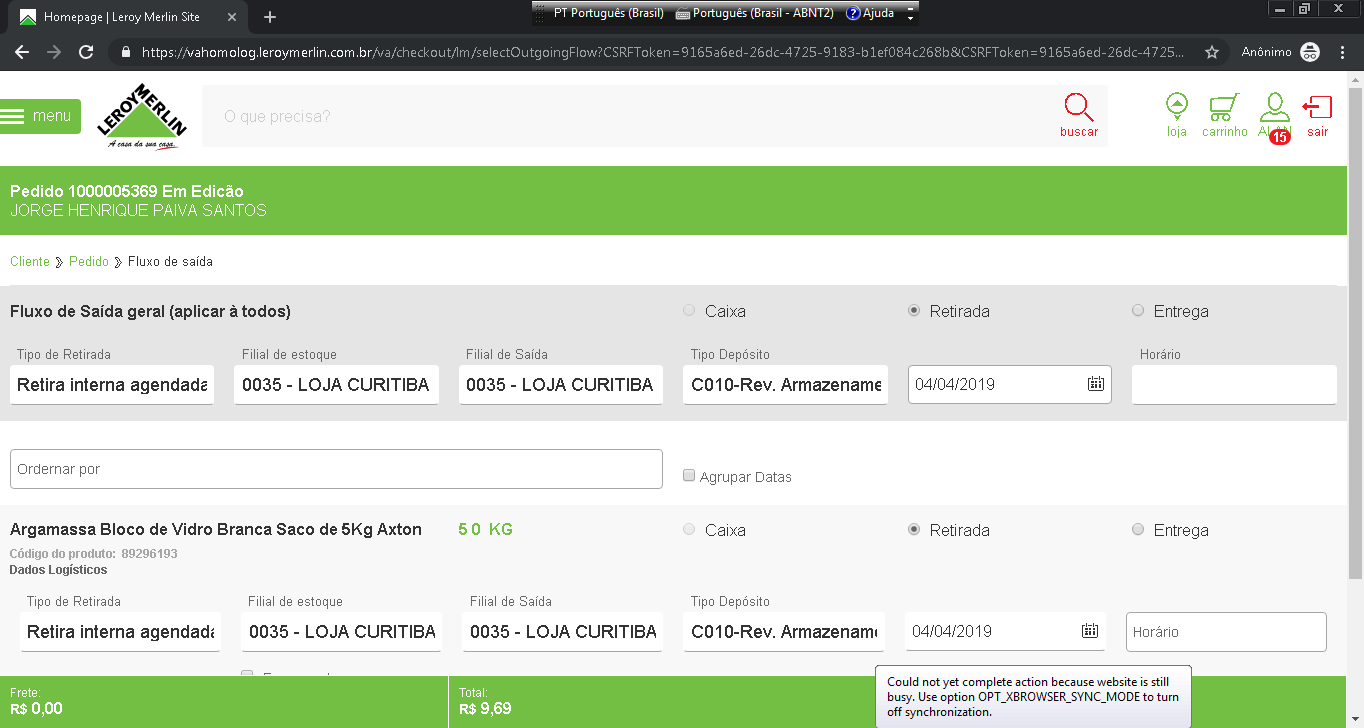 Homepage | Leroy Merlin Site
PT Português (Brasil) Português (Brasil - ABNT2) Ajuda
https://vahomolog.leroymerlin.com.br/va/checkout/lm/selectOutgoingFlow?CSRFToken=9165a6ed-26dc-4725-9183-b1ef084c268b&CSRFToken=9165a6ed-26dc-4725...
Anônimo
menu
LEROY MERLIN
A casa da sua casa.
O que precisa?
buscar
loja
carrinho
15
sair
Pedido 1000005369 Em Edicão
JORGE HENRIQUE PAIVA SANTOS
Cliente Pedido Fluxo de saída
Fluxo de Saída geral (aplicar à todos) Caixa Retirada Entrega
Tipo de Retirada Filial de estoque Filial de Saída Tipo Depósito Horário
Retira interna agendada 0035 - LOJA CURITIBA 0035 - LOJA CURITIBA C010-Rev. Armazename 04/04/2019
Ordernar por
Agrupar Datas
Argamassa Bloco de Vidro Branca Saco de 5Kg Axton 5 0 KG Caixa Retirada Entrega
Código do produto: 89296193
Dados Logísticos
Tipo de Retirada Filial de estoque Filial de Saída Tipo Depósito
Retira interna agendada 0035 - LOJA CURITIBA 0035 - LOJA CURITIBA C010-Rev. Armazenam 04/04/2019 Horário
Frete:
R$ 0,00
Total:
R$ 9,69
Could not yet complete action because website is still
busy. Use option OPT_XBROWSER_SYNC_MODE to turn
off synchronization.